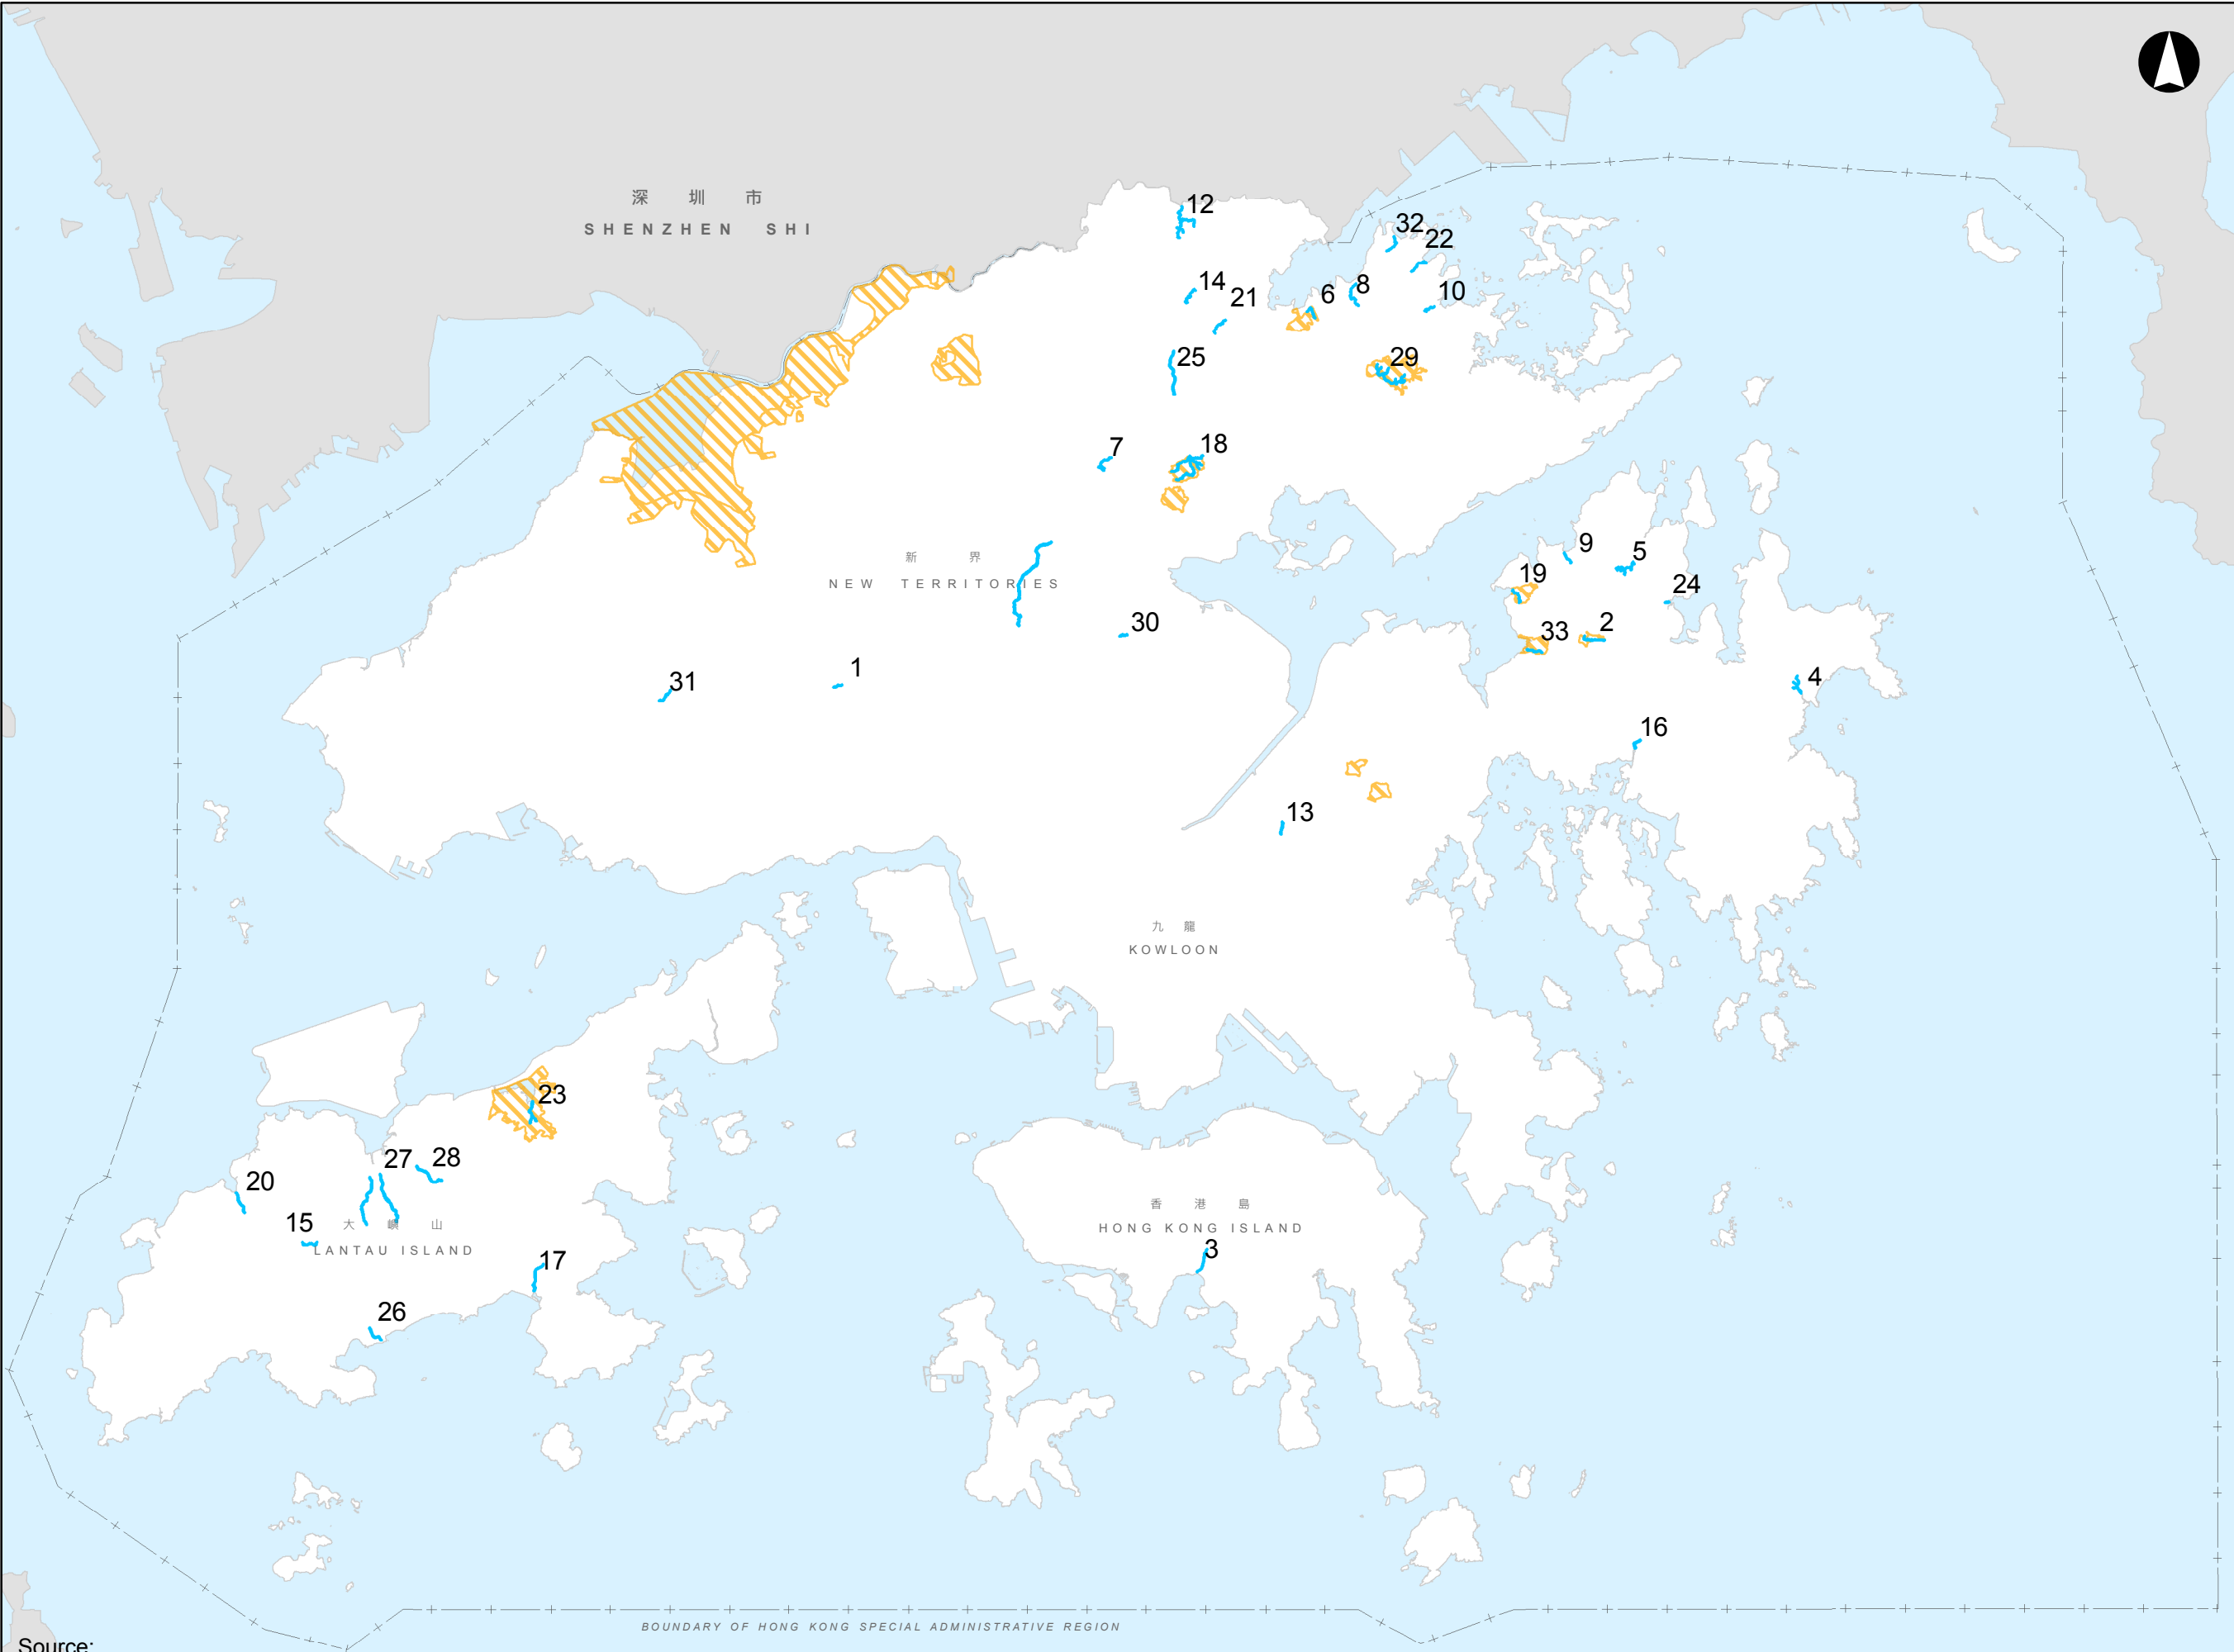 深 圳 市
SHENZHEN SHI
12
32
22
14
21
6
8
10
25
29
7
18
新 界
NEW TERRITORIES
9
5
19
24
30
33
2
31
1
4
16
13
九 龍
KOWLOON
23
27
28
20
15
大 嶼 山
LANTAU ISLAND
香 港 島
HONG KONG ISLAND
3
17
26
BOUNDARY OF HONG KONG SPECIAL ADMINISTRATIVE REGION
Source: